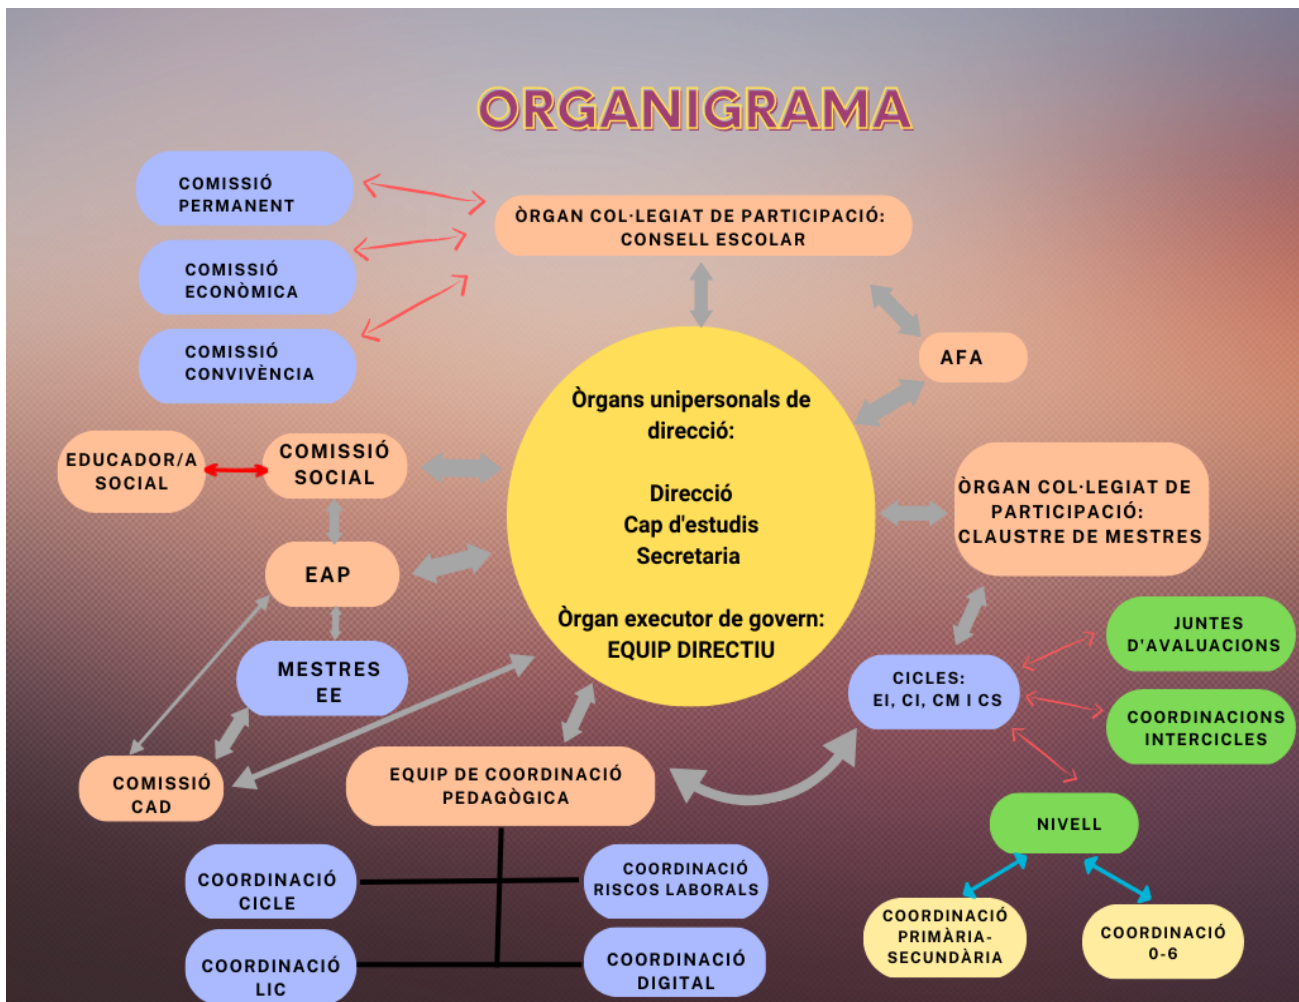 ORGANIGRAMA
COMISSIÓ
PERMANENT
ÒRGAN COL·LEGIAT DE PARTICIPACIÓ:
CONSELL ESCOLAR
COMISSIÓ
ECONÒMICA
COMISSIÓ
CONVIVÈNCIA
AFA
Òrgans unipersonals de
direcció:
Direcció
Cap d'estudis
Secretaria
Òrgan executor de govern:
EQUIP DIRECTIU
EDUCADOR/A
SOCIAL
COMISSIÓ
SOCIAL
ÒRGAN COL·LEGIAT DE
PARTICIPACIÓ:
CLAUSTRE DE MESTRES
EAP
MESTRES
EE
CICLES:
EI, CI, CM I CS
JUNTES
D'AVALUACIONS
COORDINACIONS
INTERCICLES
COMISSIÓ
CAD
EQUIP DE COORDINACIÓ
PEDAGÒGICA
NIVELL
COORDINACIÓ
CICLE
COORDINACIÓ
RISCOS LABORALS
COORDINACIÓ
LIC
COORDINACIÓ
DIGITAL
COORDINACIÓ
PRIMÀRIA-
SECUNDÀRIA
COORDINACIÓ
0-6